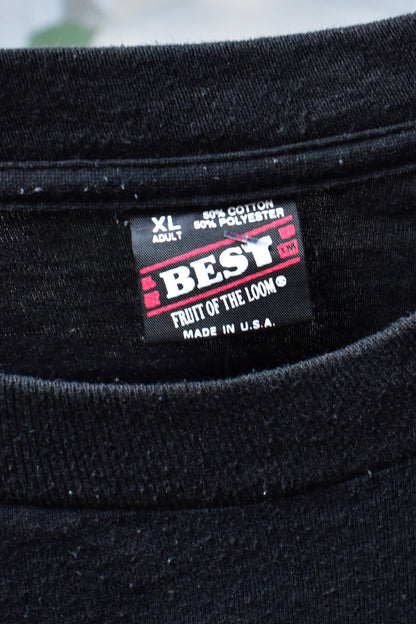 XL 50% COTTON
ADULT 50% POLYESTER
BEST
TM
FRUIT OF THE LOOM®
MADE IN U.S.A.